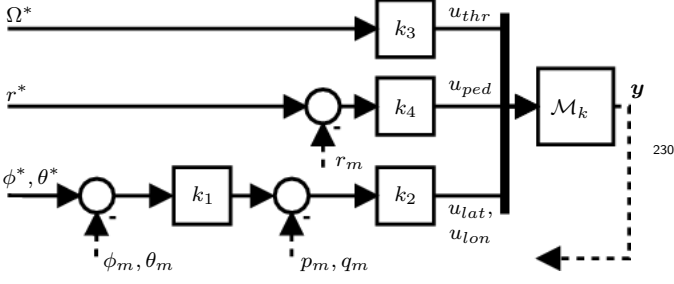 Ω* k₃ u_thr
r* k₄ u_ped ℳ_k y
- r_m 230
ϕ*, θ* k₁ k₂
- - u_lat,
u_lon
ϕ_m, θ_m p_m, q_m